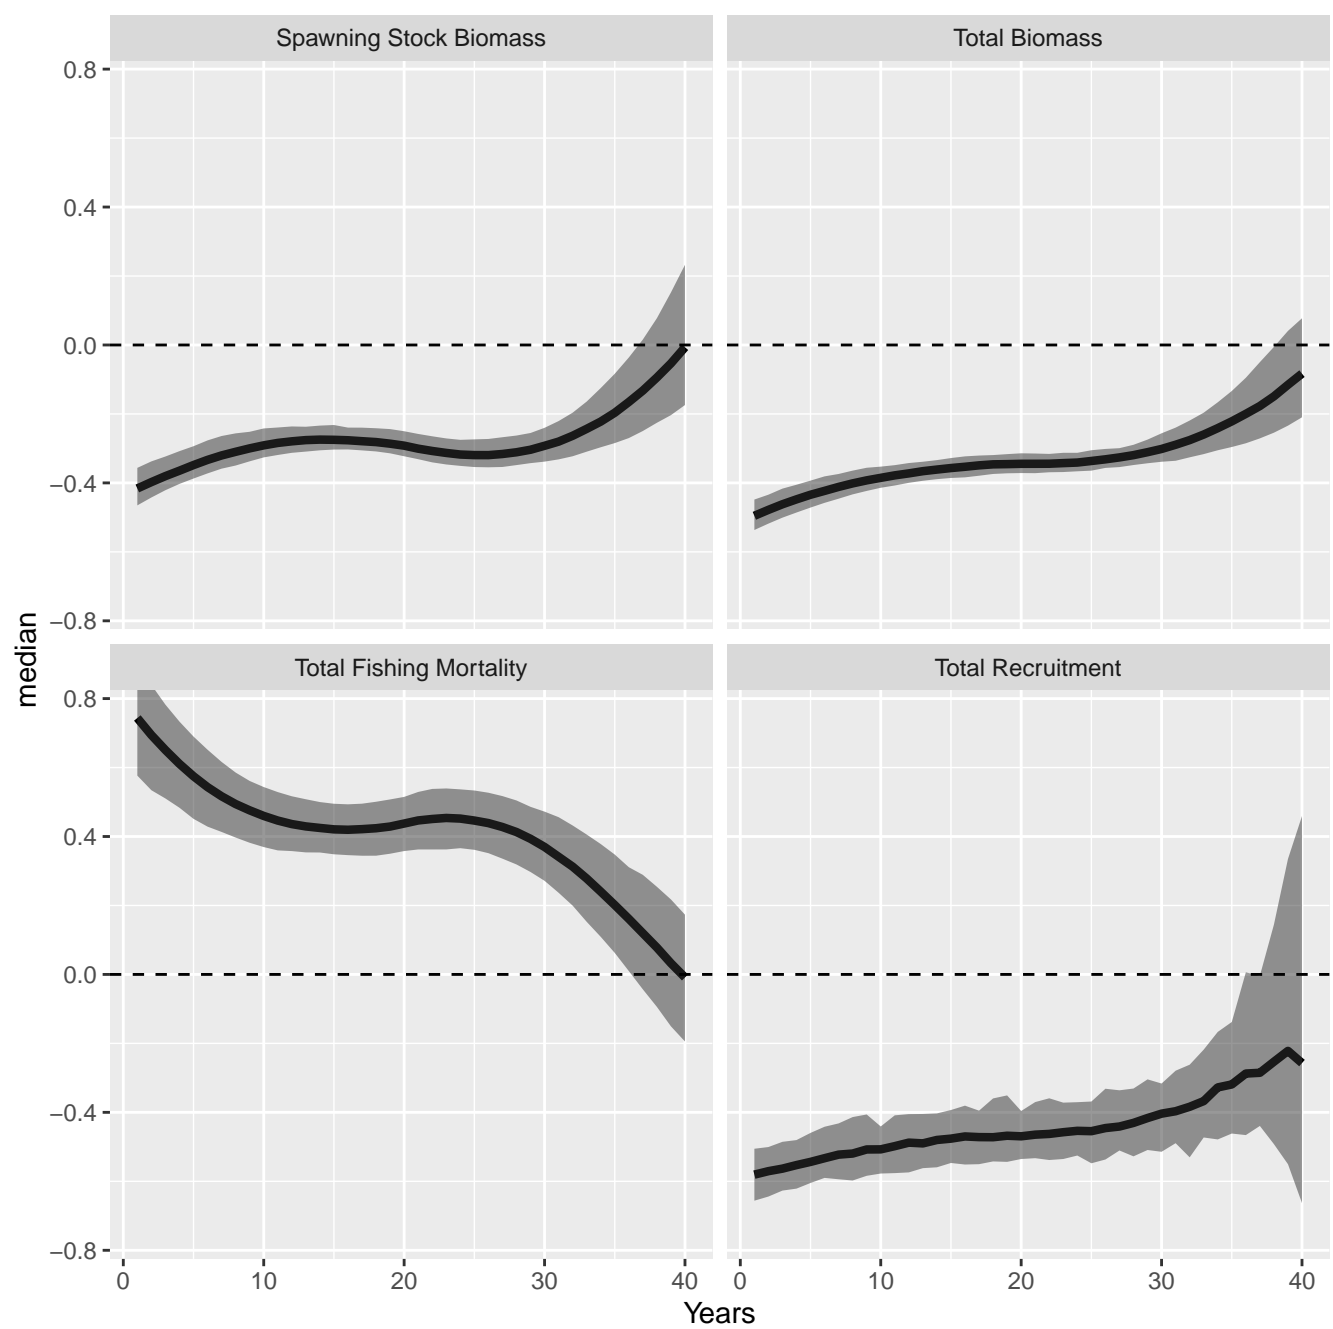 Spawning Stock Biomass
Total Biomass
0.8
0.4
0.0
−0.4
−0.8
median
Total Fishing Mortality
Total Recruitment
0.8
0.4
0.0
−0.4
−0.8
0 10 20 30 40
0 10 20 30 40
Years